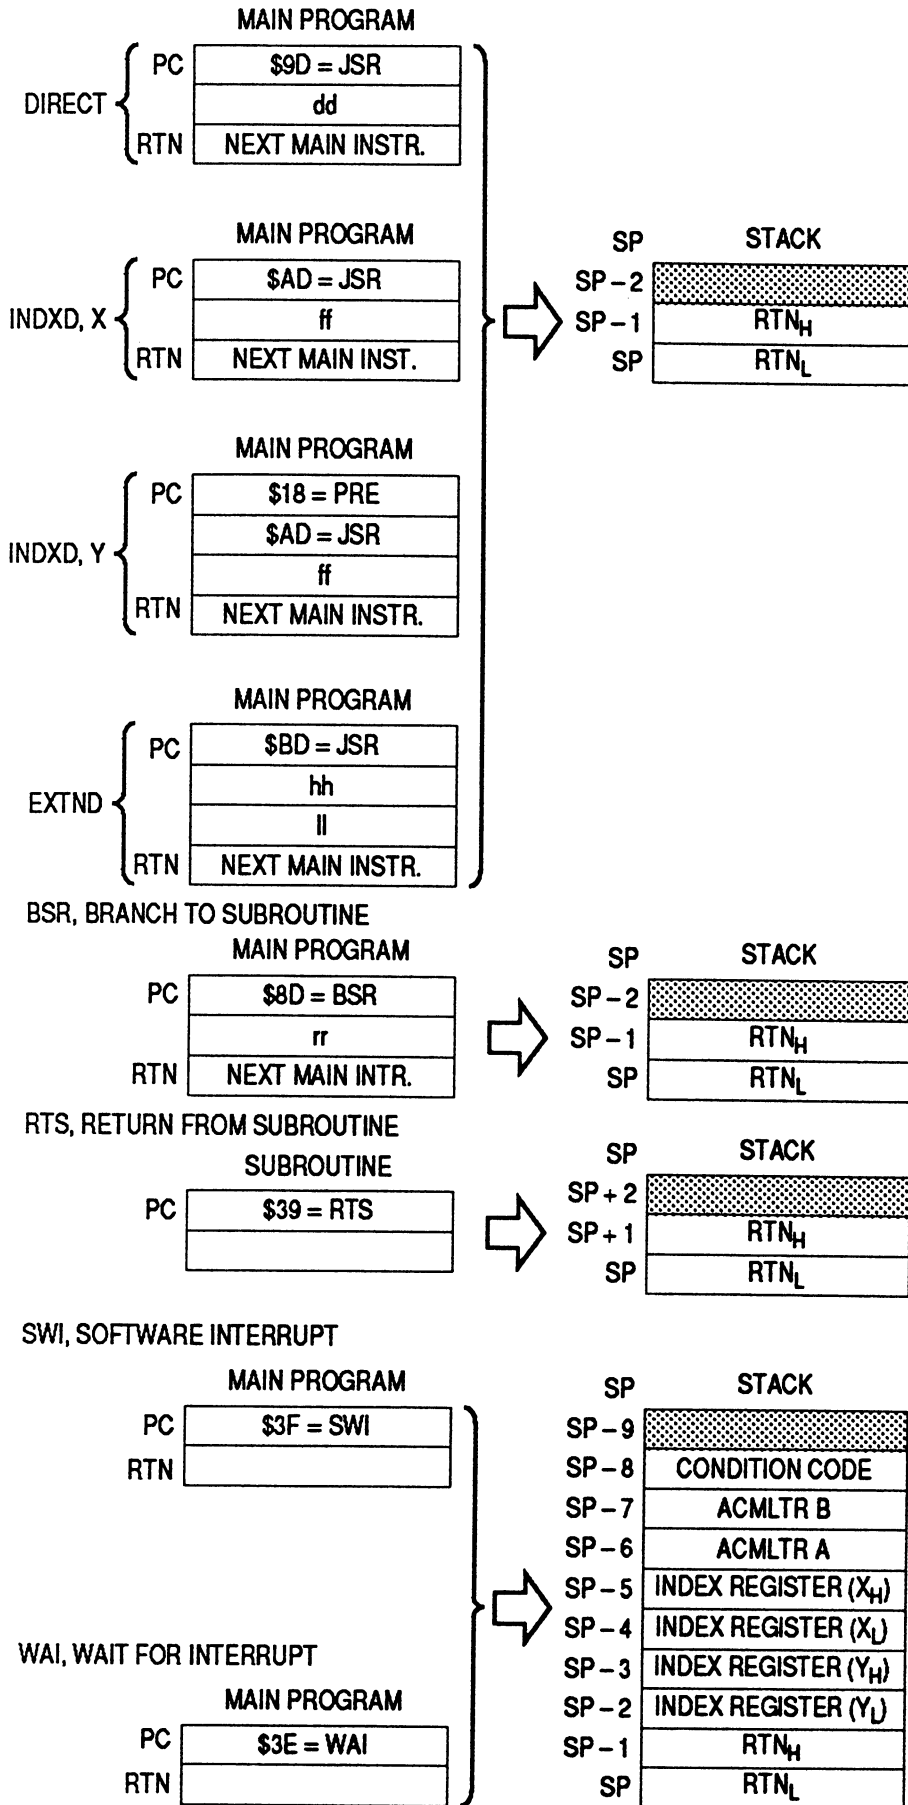 MAIN PROGRAM
PC $9D = JSR
DIRECT dd
RTN NEXT MAIN INSTR.
MAIN PROGRAM
PC $AD = JSR
INDXD, X ff
RTN NEXT MAIN INST.
SP STACK
SP – 2
SP – 1 RTNH
SP RTNL
MAIN PROGRAM
PC $18 = PRE
$AD = JSR
INDXD, Y
ff
RTN NEXT MAIN INSTR.
MAIN PROGRAM
PC $BD = JSR
hh
EXTND
ll
RTN NEXT MAIN INSTR.
BSR, BRANCH TO SUBROUTINE
MAIN PROGRAM
PC $8D = BSR
rr
RTN NEXT MAIN INTR.
SP STACK
SP – 2
SP – 1 RTNH
SP RTNL
RTS, RETURN FROM SUBROUTINE
SUBROUTINE
PC $39 = RTS
SP STACK
SP + 2
SP + 1 RTNH
SP RTNL
SWI, SOFTWARE INTERRUPT
MAIN PROGRAM
PC $3F = SWI
RTN
WAI, WAIT FOR INTERRUPT
MAIN PROGRAM
PC $3E = WAI
RTN
SP STACK
SP – 9
SP – 8 CONDITION CODE
SP – 7 ACMLTR B
SP – 6 ACMLTR A
SP – 5 INDEX REGISTER (XH)
SP – 4 INDEX REGISTER (XL)
SP – 3 INDEX REGISTER (YH)
SP – 2 INDEX REGISTER (YL)
SP – 1 RTNH
SP RTNL